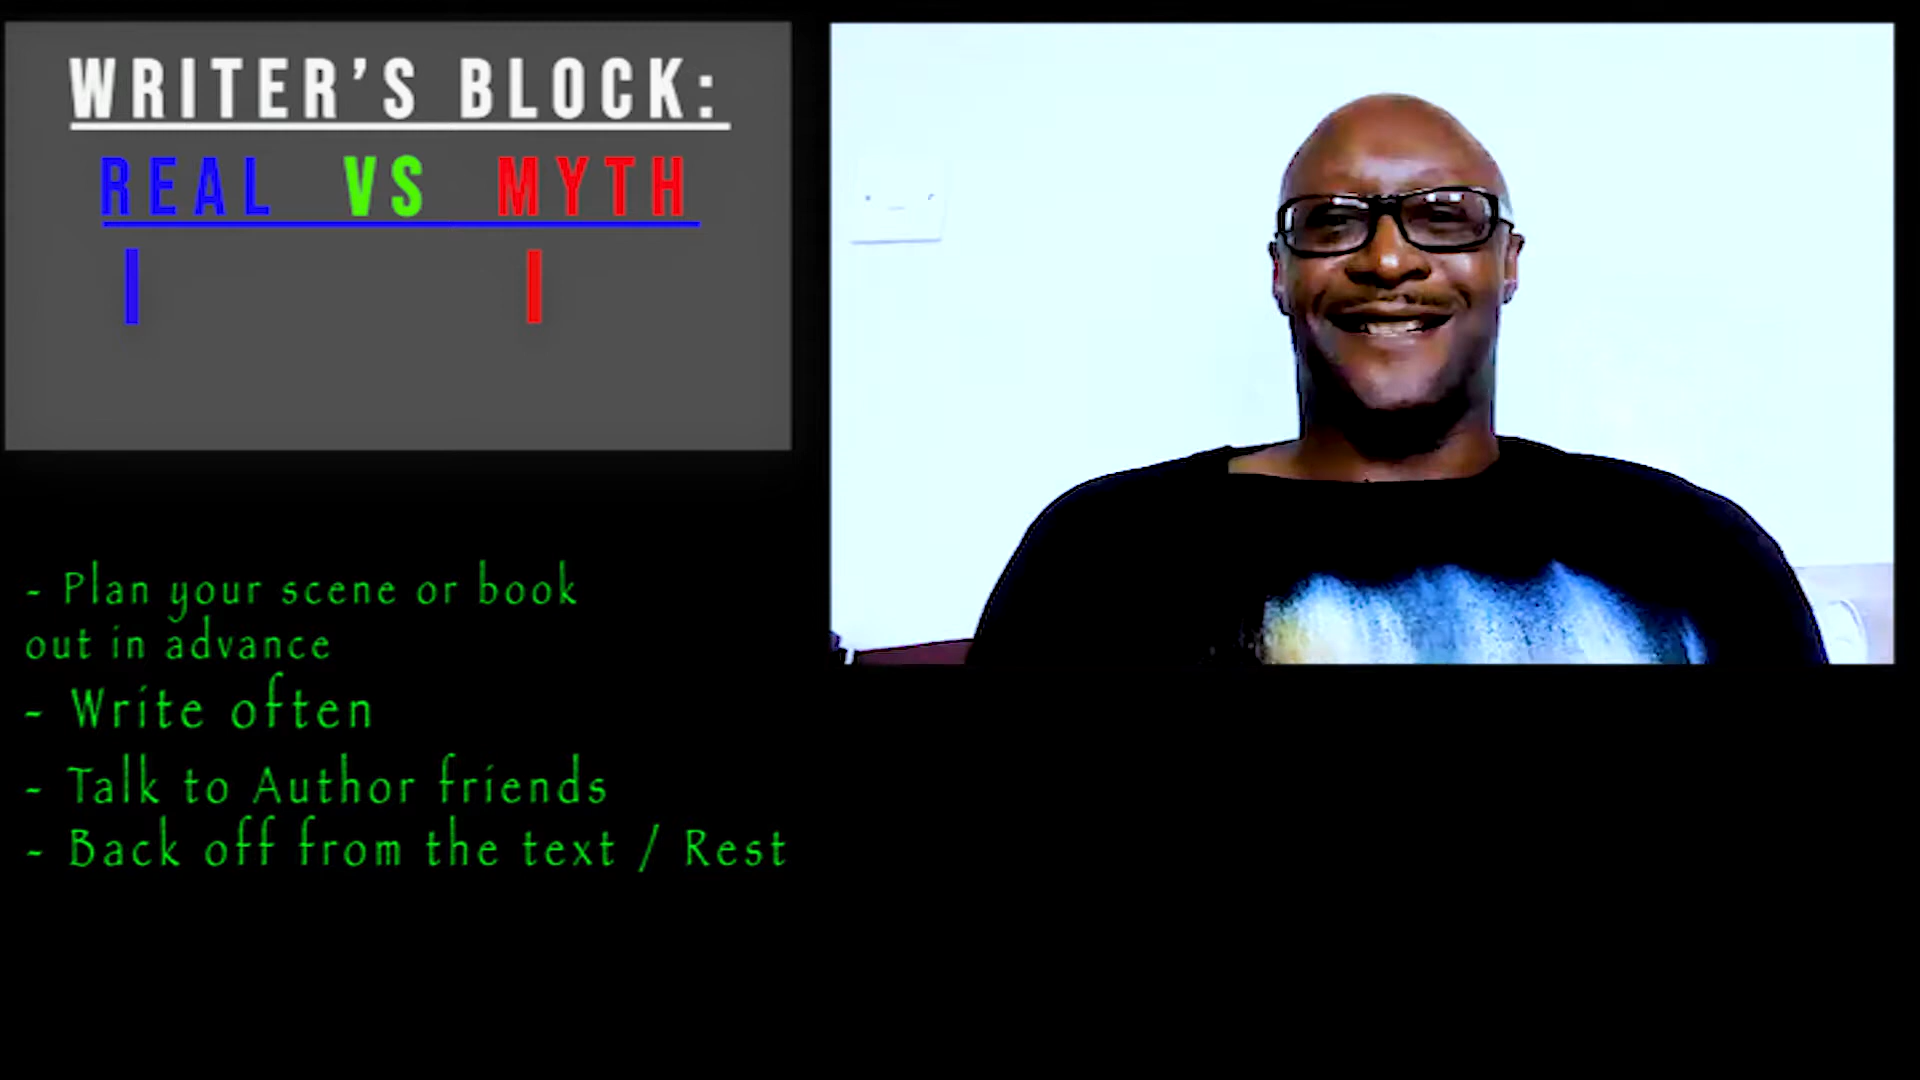 WRITER'S BLOCK:
REAL VS MYTH
I I
- Plan your scene or book
out in advance
- Write often
- Talk to Author friends
- Back off from the text / Rest